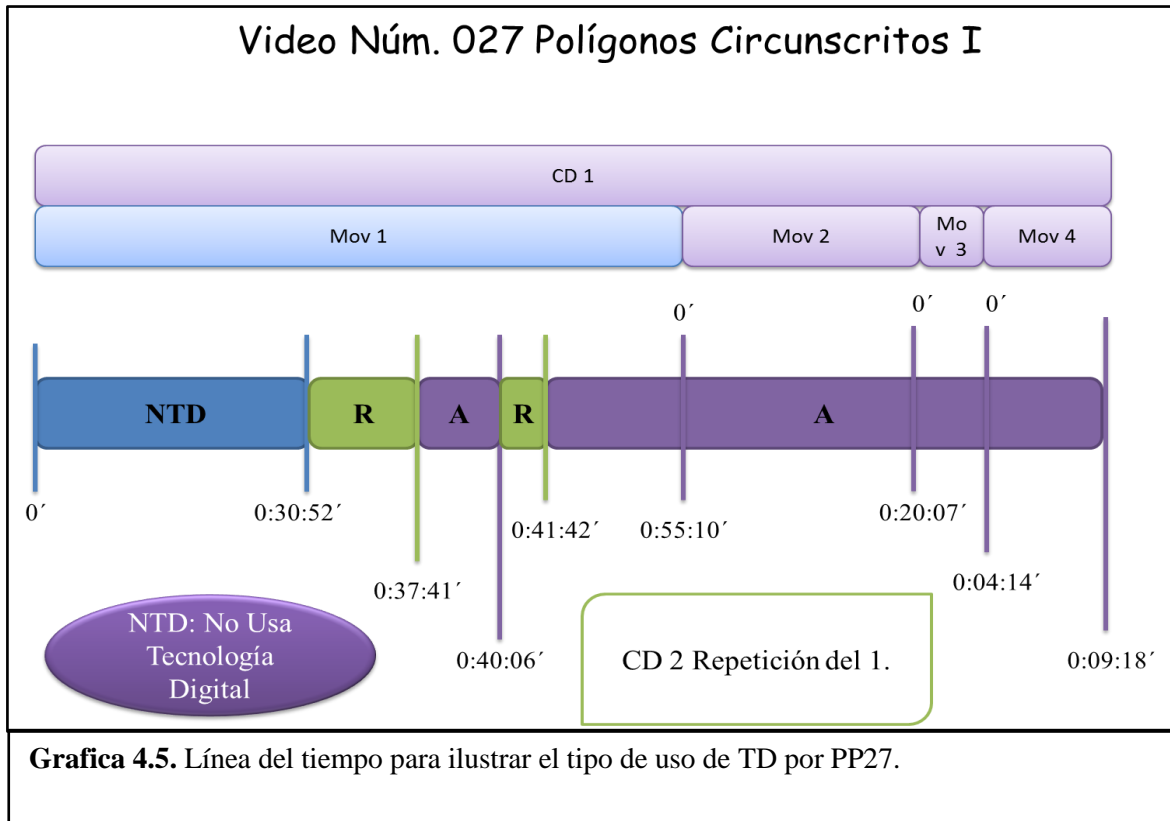 Video Núm. 027 Polígonos Circunscritos I
CD 1
Mov 1
Mov 2
Mo
v 3
Mov 4
0´
0´
0´
NTD
R
A
R
A
0´
0:30:52´
0:37:41´
0:40:06´
0:41:42´
0:55:10´
0:20:07´
0:04:14´
0:09:18´
NTD: No Usa
Tecnología
Digital
CD 2 Repetición del 1.
Grafica 4.5. Línea del tiempo para ilustrar el tipo de uso de TD por PP27.